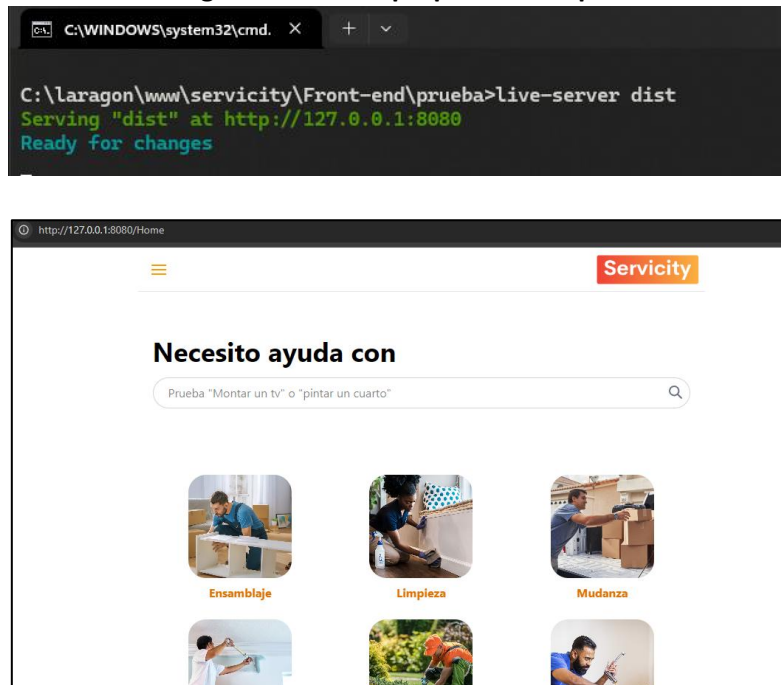 C:\WINDOWS\system32\cmd.
C:\laragon\www\servicity\Front-end\prueba>live-server dist
Serving "dist" at http://127.0.0.1:8080
Ready for changes
http://127.0.0.1:8080/Home
Servicity
Necesito ayuda con
Prueba "Montar un tv" o "pintar un cuarto"
Ensamblaje Limpieza Mudanza